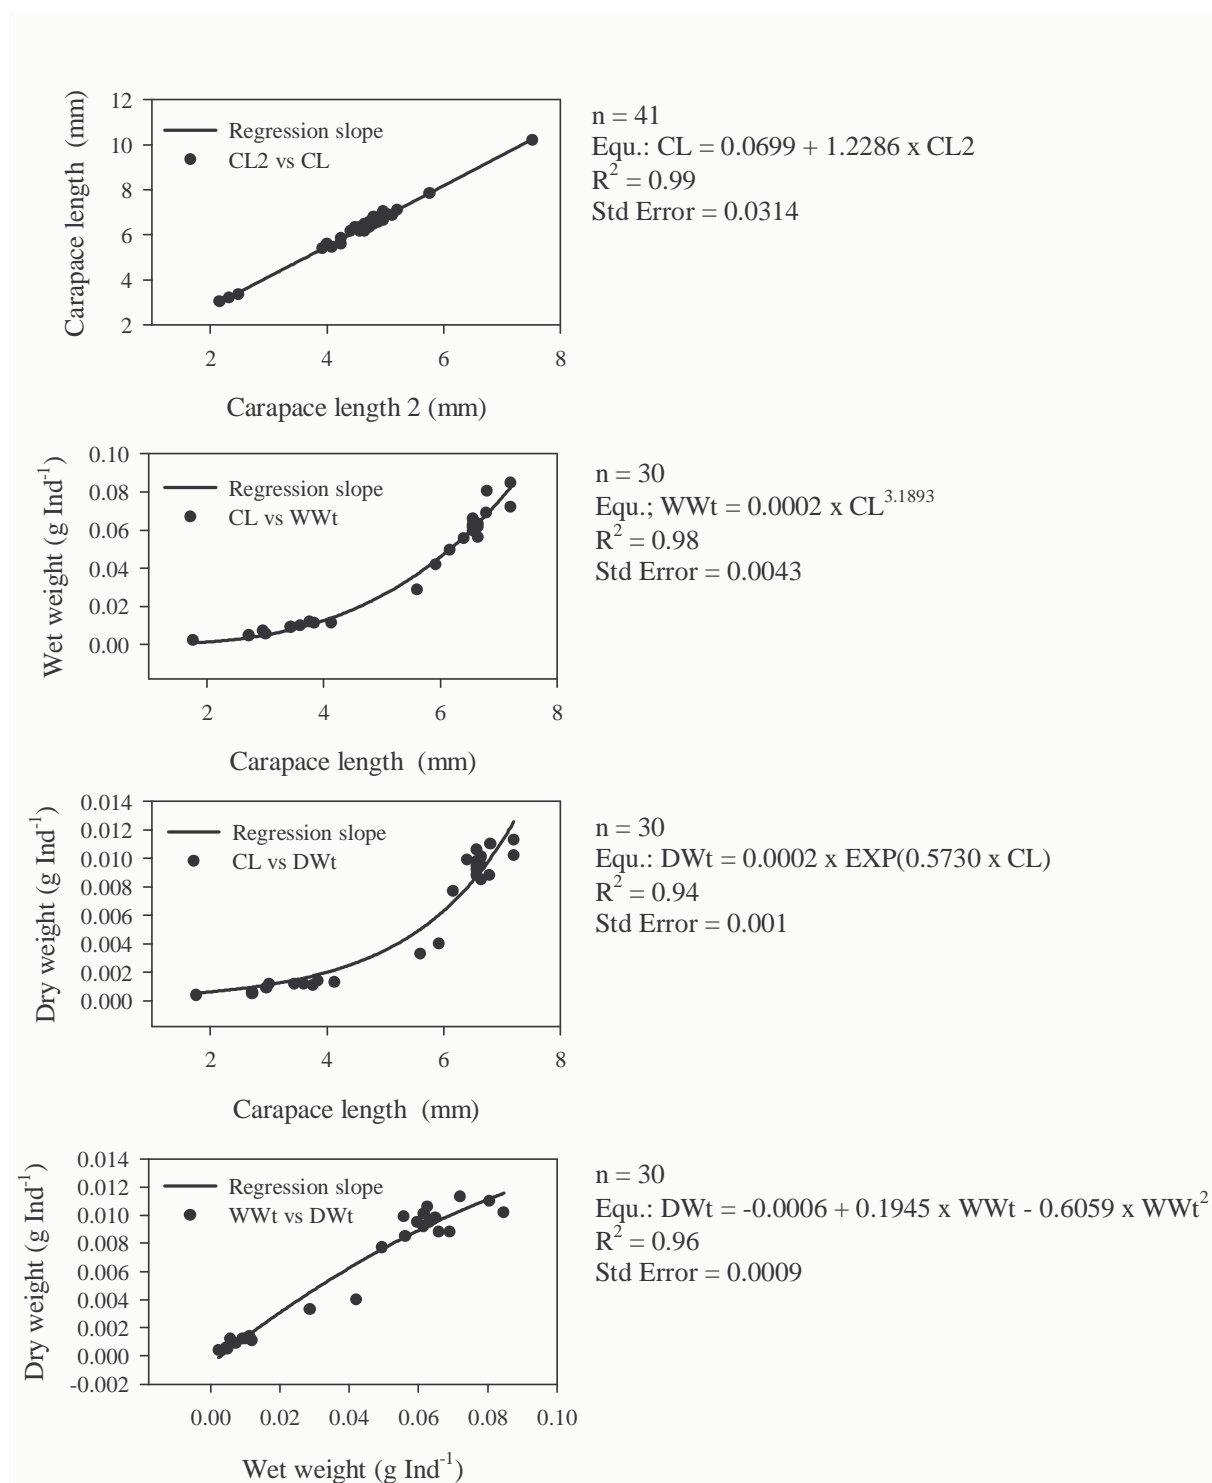 12
10
8
6
4
2
Carapace length (mm)
Regression slope
CL2 vs CL
2 4 6 8
Carapace length 2 (mm)
n = 41
Equ.: CL = 0.0699 + 1.2286 x CL2
R² = 0.99
Std Error = 0.0314
0.10
0.08
0.06
0.04
0.02
0.00
Wet weight (g Ind⁻¹)
Regression slope
CL vs WWt
2 4 6 8
Carapace length (mm)
n = 30
Equ.; WWt = 0.0002 x CL³·¹⁸⁹³
R² = 0.98
Std Error = 0.0043
0.014
0.012
0.010
0.008
0.006
0.004
0.002
0.000
Dry weight (g Ind⁻¹)
Regression slope
CL vs DWt
2 4 6 8
Carapace length (mm)
n = 30
Equ.: DWt = 0.0002 x EXP(0.5730 x CL)
R² = 0.94
Std Error = 0.001
0.014
0.012
0.010
0.008
0.006
0.004
0.002
0.000
-0.002
Dry weight (g Ind⁻¹)
Regression slope
WWt vs DWt
0.00 0.02 0.04 0.06 0.08 0.10
Wet weight (g Ind⁻¹)
n = 30
Equ.: DWt = -0.0006 + 0.1945 x WWt - 0.6059 x WWt²
R² = 0.96
Std Error = 0.0009